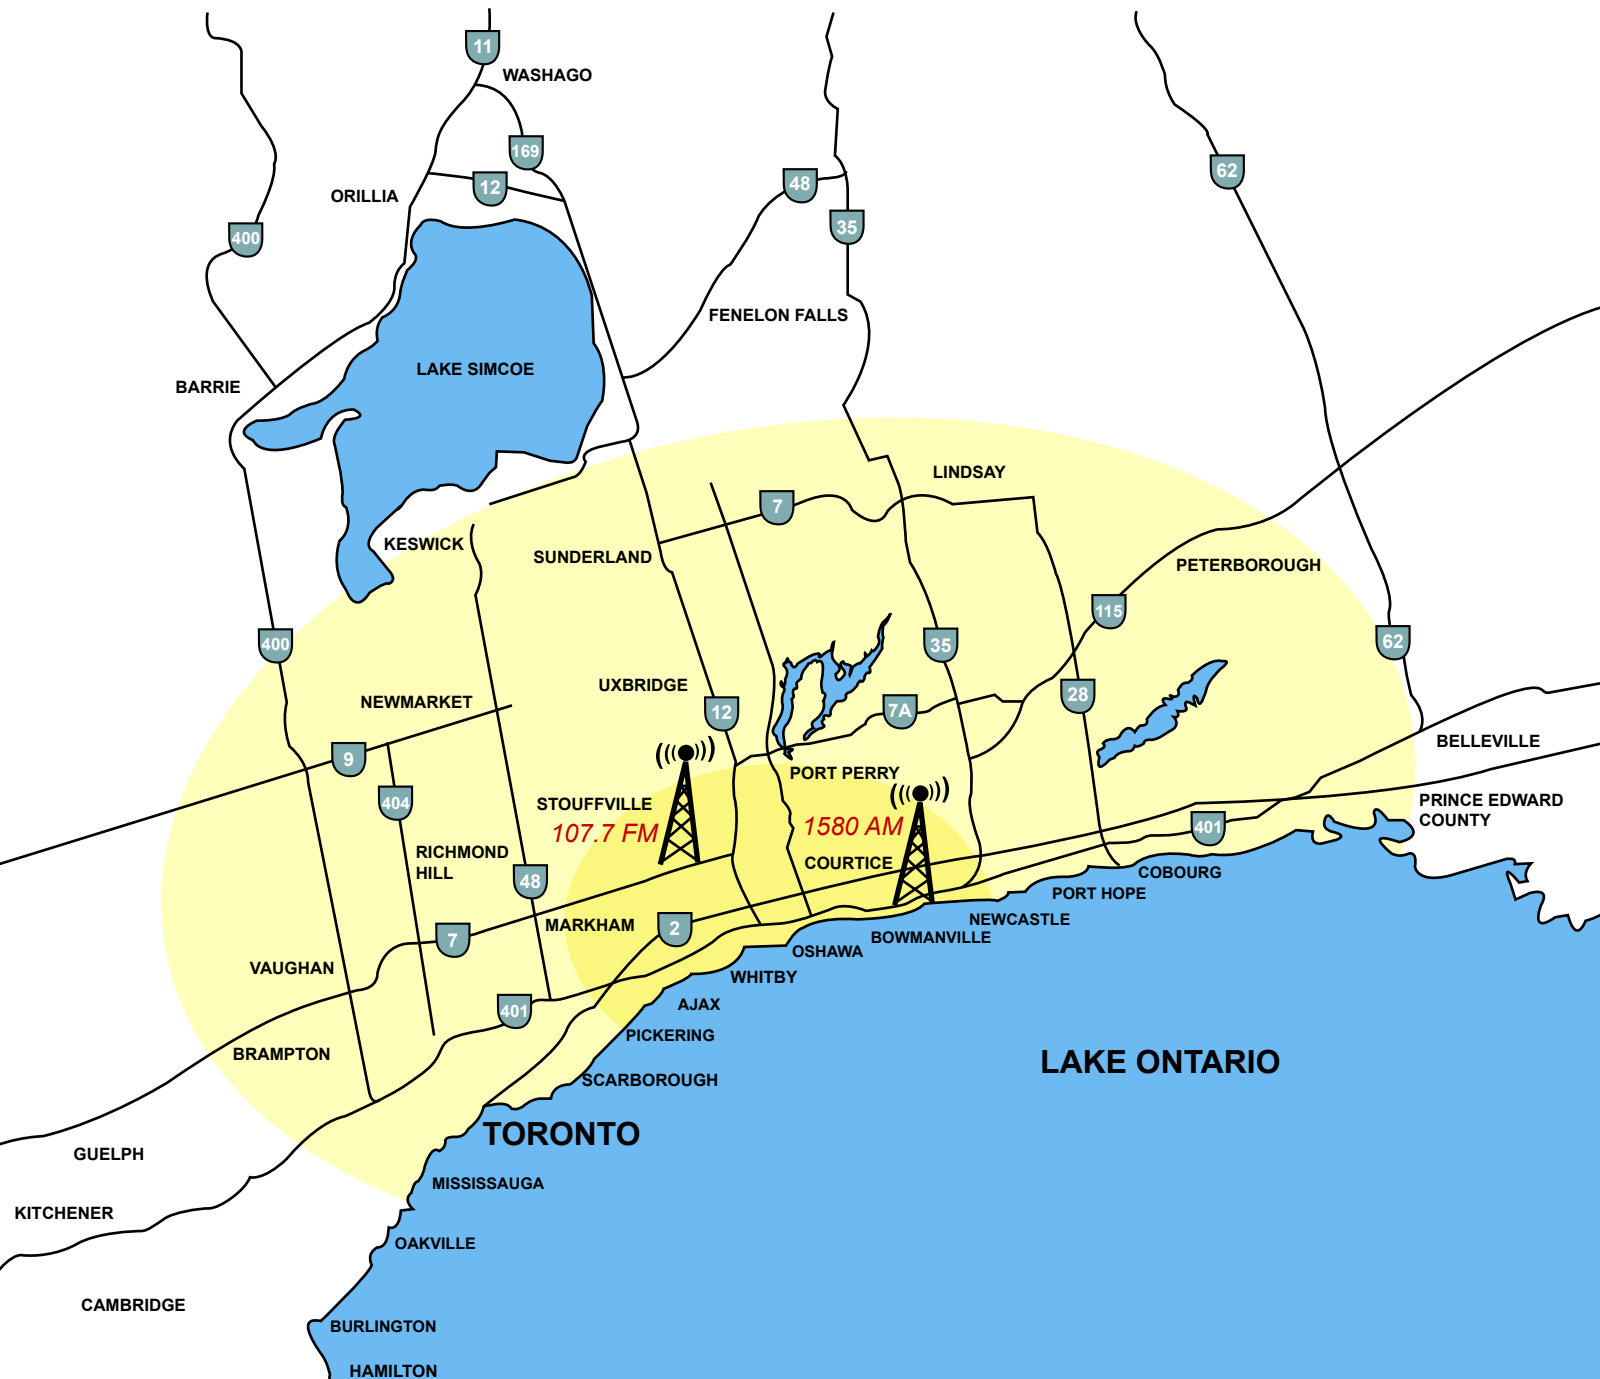 11
WASHAGO
169
12
ORILLIA
48
62
35
400
FENELON FALLS
LAKE SIMCOE
BARRIE
LINDSAY
7
KESWICK
SUNDERLAND
PETERBOROUGH
115
400
35
62
UXBRIDGE
NEWMARKET
12
7A
28
9
BELLEVILLE
PORT PERRY
404
STOUFFVILLE
107.7 FM
1580 AM
PRINCE EDWARD
COUNTY
401
RICHMOND
HILL
COURTICE
48
COBOURG
PORT HOPE
MARKHAM
2
NEWCASTLE
7
BOWMANVILLE
OSHAWA
VAUGHAN
WHITBY
401
AJAX
PICKERING
BRAMPTON
LAKE ONTARIO
SCARBOROUGH
TORONTO
GUELPH
MISSISSAUGA
KITCHENER
OAKVILLE
CAMBRIDGE
BURLINGTON
HAMILTON